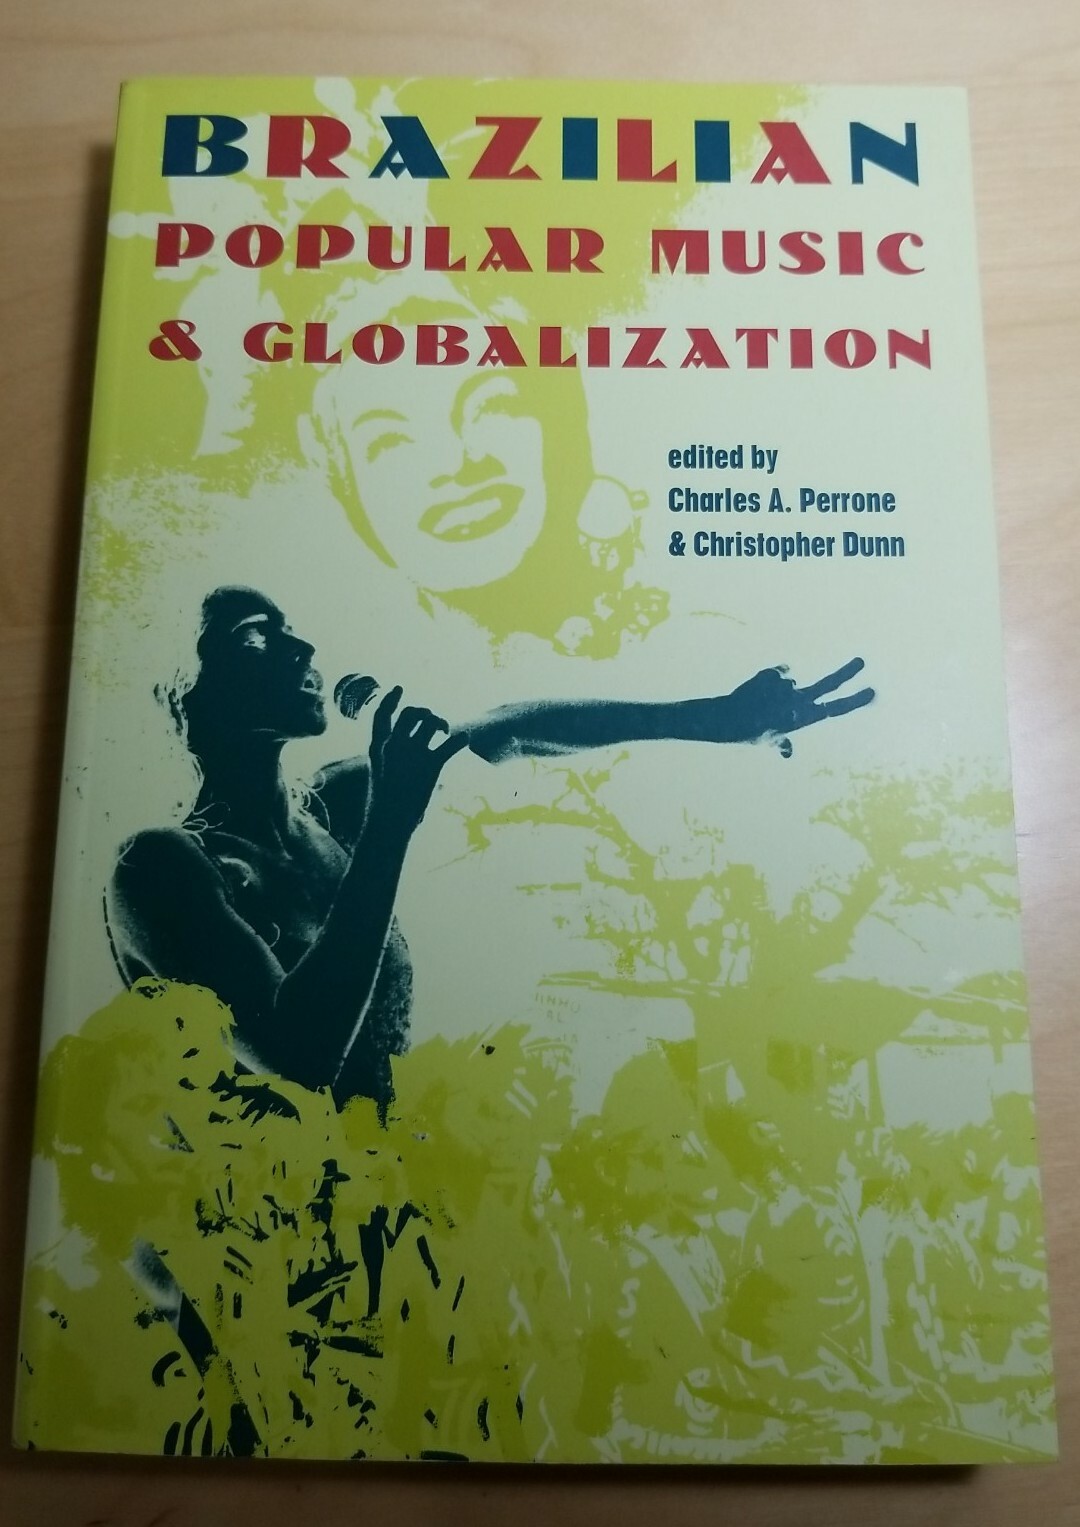 BRAZILIAN
POPULAR MUSIC
& GLOBALIZATION
edited by
Charles A. Perrone
& Christopher Dunn